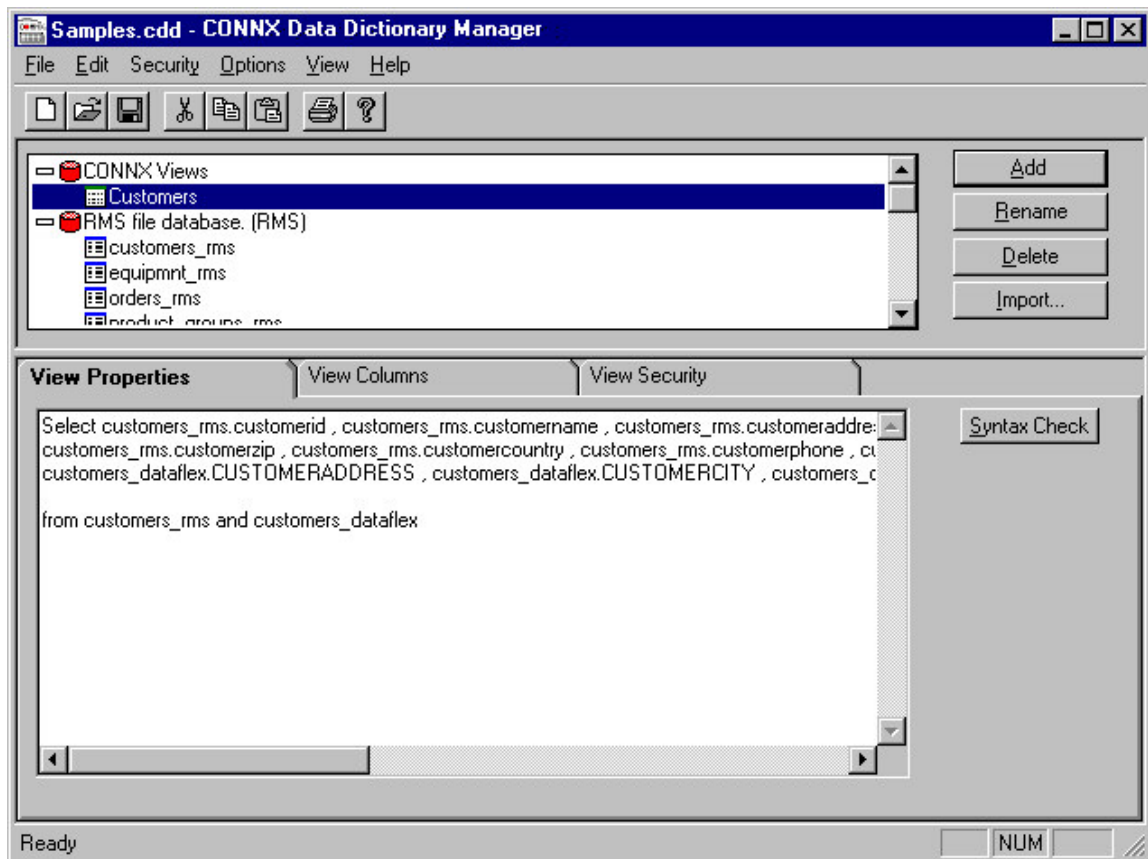 Samples.cdd - CONNX Data Dictionary Manager
File Edit Security Options View Help
CONNX Views
Customers
RMS file database. (RMS)
customers_rms
equipmnt_rms
orders_rms
product_groups_rms
Add
Rename
Delete
Import...
View Properties View Columns View Security
Select customers_rms.customerid , customers_rms.customername , customers_rms.customeraddre
customers_rms.customerzip , customers_rms.customercountry , customers_rms.customerphone , cu
customers_dataflex.CUSTOMERADDRESS , customers_dataflex.CUSTOMERCITY , customers_c
from customers_rms and customers_dataflex
Syntax Check
Ready NUM